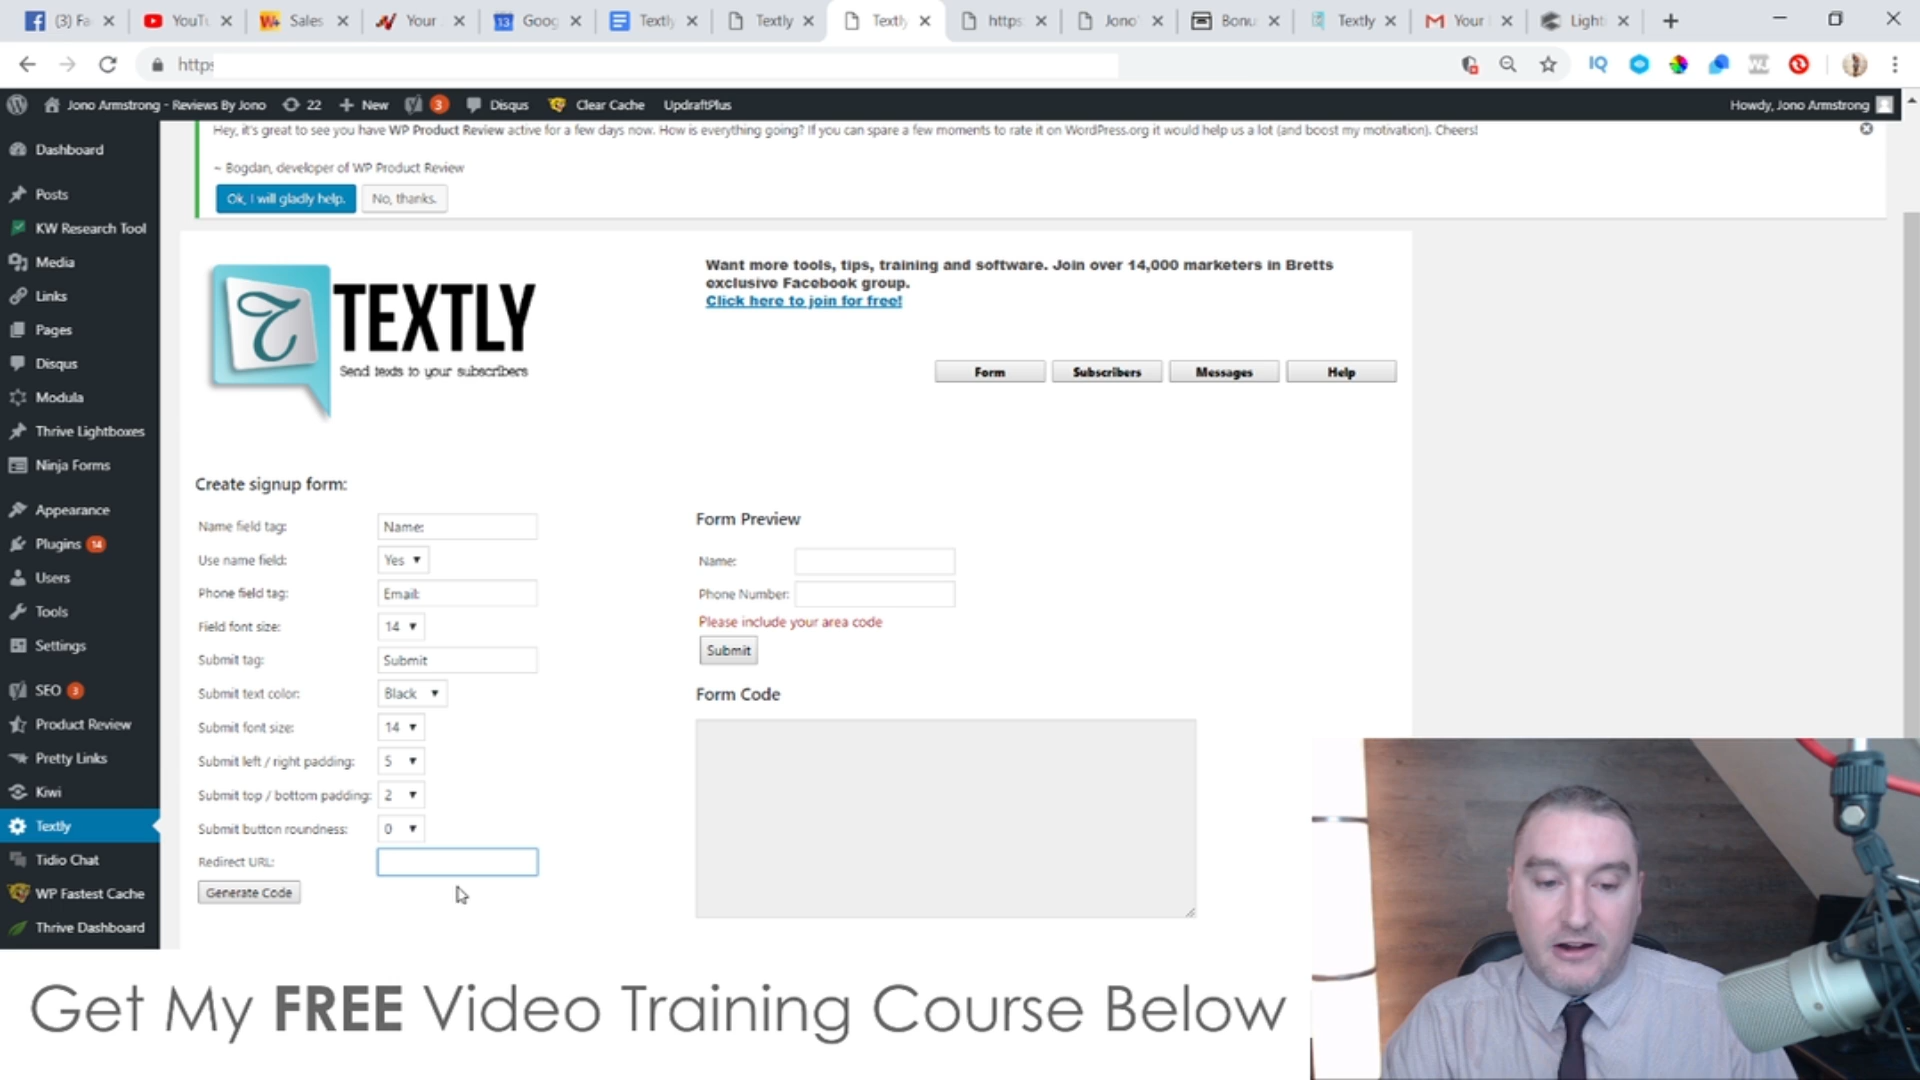 (3) Fa
YouTu
Sales
Your
13
Goog
Textly
Textly
Textly
https:
Jono'
Bonu
Textly
Your
Light
https
IQ
Jono Armstrong - Reviews By Jono
22
New
3
Disqus
Clear Cache
UpdraftPlus
Howdy, Jono Armstrong
Hey, it's great to see you have WP Product Review active for a few days now. How is everything going? If you can spare a few moments to rate it on WordPress.org it would help us a lot (and boost my motivation). Cheers!
~ Bogdan, developer of WP Product Review
Ok, I will gladly help.
No, thanks.
Dashboard
Posts
KW Research Tool
Media
Links
Pages
Disqus
Modula
Thrive Lightboxes
Ninja Forms
Appearance
Plugins 14
Users
Tools
Settings
SEO 3
Product Review
Pretty Links
Kiwi
Textly
Tidio Chat
WP Fastest Cache
Thrive Dashboard
TEXTLY
Send texts to your subscribers
Want more tools, tips, training and software. Join over 14,000 marketers in Bretts
exclusive Facebook group.
Click here to join for free!
Form
Subscribers
Messages
Help
Create signup form:
Name field tag: Name:
Use name field: Yes
Phone field tag: Email:
Field font size: 14
Submit tag: Submit
Submit text color: Black
Submit font size: 14
Submit left / right padding: 5
Submit top / bottom padding: 2
Submit button roundness: 0
Redirect URL:
Generate Code
Form Preview
Name:
Phone Number:
Please include your area code
Submit
Form Code
Get My FREE Video Training Course Below